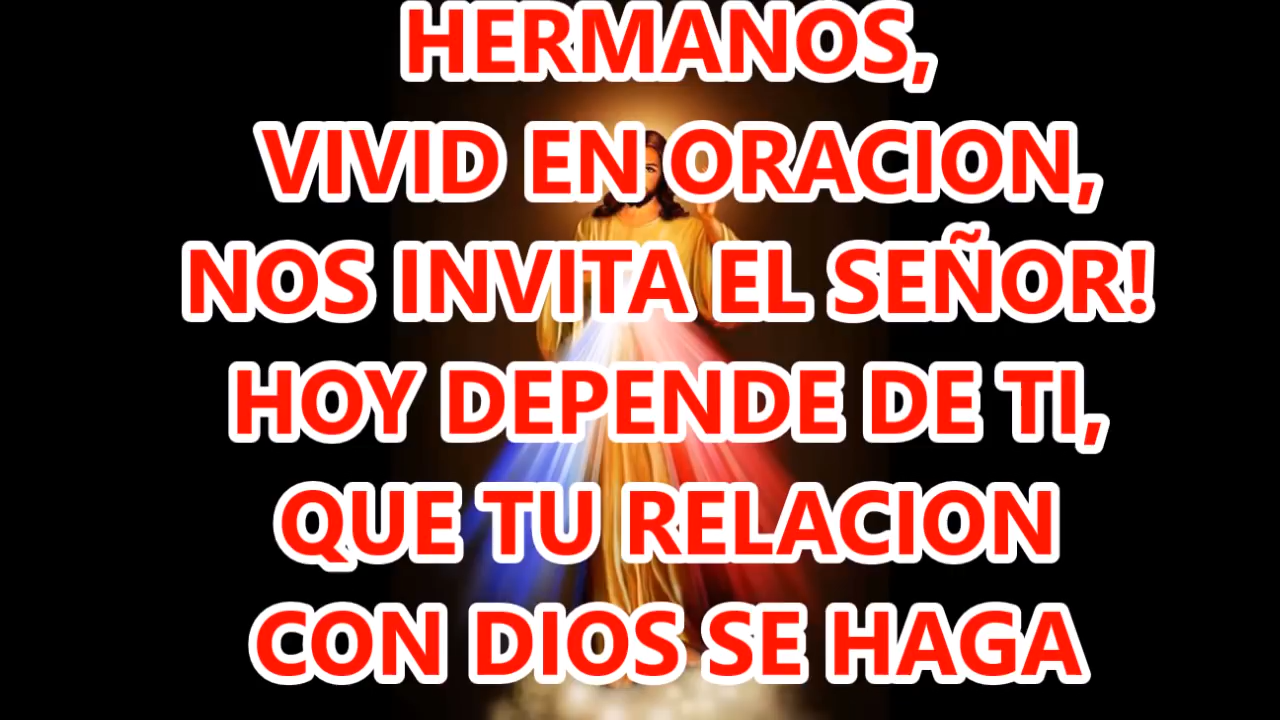 HERMANOS,
VIVID EN ORACION,
NOS INVITA EL SEÑOR!
HOY DEPENDE DE TI,
QUE TU RELACION
CON DIOS SE HAGA